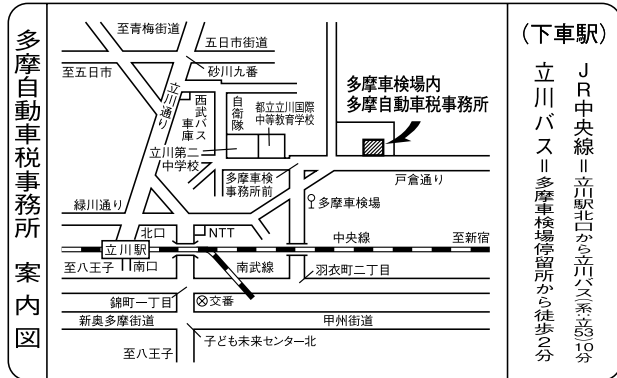 多摩自動車税事務所　案内図
至青梅街道
五日市街道
至五日市
砂川九番
立川通り
西武バス
車庫
自衛隊
都立立川国際
中等教育学校
立川第二
中学校
多摩車検場内
多摩自動車税事務所
多摩車検
事務所前
戸倉通り
緑川通り
多摩車検場
北口
NTT
中央線
至新宿
立川駅
至八王子
南口
南武線
羽衣町二丁目
錦町一丁目
交番
新奥多摩街道
甲州街道
子ども未来センター北
至八王子
(下車駅)
JR中央線=立川駅北口から立川バス(系・立53)10分
立川バス=多摩車検場停留所から徒歩2分